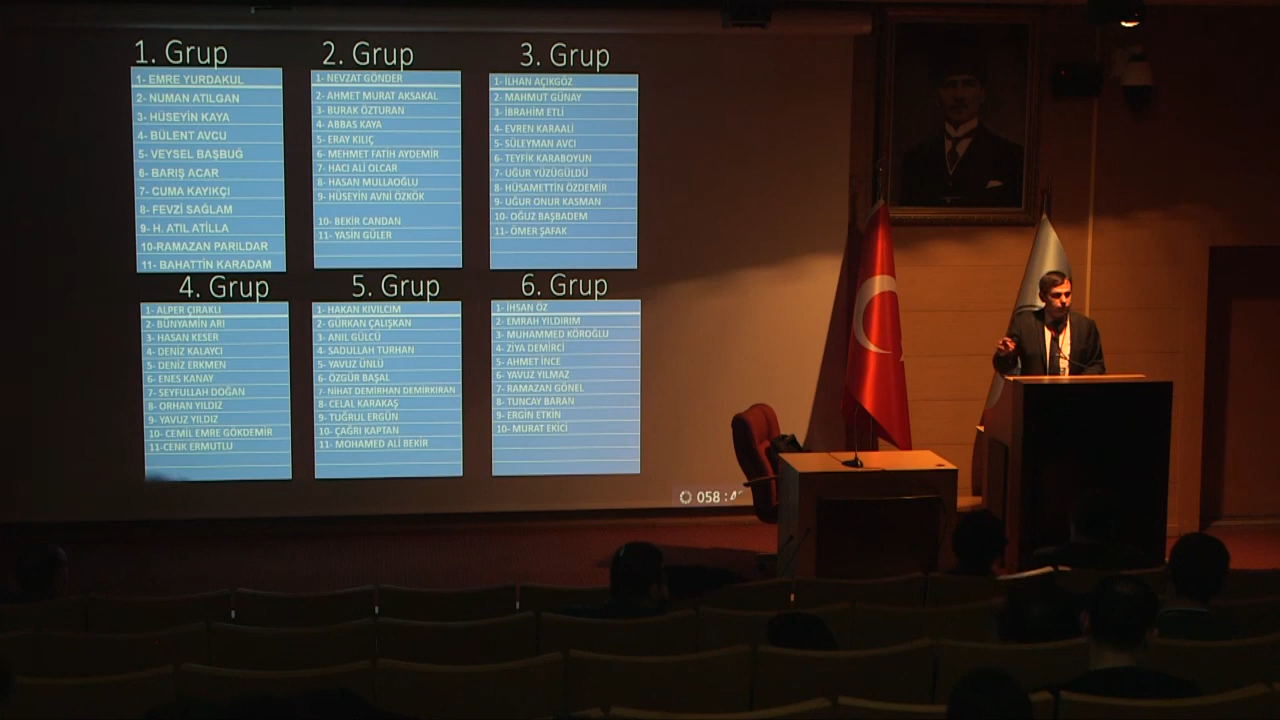 1. Grup
1- EMRE YURDAKUL
2- NUMAN ATILGAN
3- HÜSEYİN KAYA
4- BÜLENT AVCU
5- VEYSEL BAŞBUĞ
6- BARIŞ ACAR
7- CUMA KAYIKÇI
8- FEVZİ SAĞLAM
9- H. ATIL ATİLLA
10-RAMAZAN PARILDAR
11- BAHATTİN KARADAM
2. Grup
1- NEVZAT GÖNDER
2- AHMET MURAT AKSAKAL
3- BURAK ÖZTURAN
4- ABBAS KAYA
5- ERAY KILIÇ
6- MEHMET FATİH AYDEMİR
7- HACI ALİ OLCAR
8- HASAN MULLAOĞLU
9- HÜSEYİN AVNİ ÖZKÖK
10- BEKİR CANDAN
11- YASİN GÜLER
3. Grup
1- İLHAN AÇIKGÖZ
2- MAHMUT GÜNAY
3- İBRAHİM ETLİ
4- EVREN KARAALİ
5- SÜLEYMAN AVCI
6- TEYFİK KARABOYUN
7- UĞUR YÜZÜGÜLDÜ
8- HÜSAMETTİN ÖZDEMİR
9- UĞUR ONUR KASMAN
10- OĞUZ BAŞBADEM
11- ÖMER ŞAFAK
4. Grup
1- ALPER ÇIRAKLI
2- BÜNYAMİN ARI
3- HASAN KESER
4- DENİZ KALAYCI
5- DENİZ ERKMEN
6- ENES KANAY
7- SEYFULLAH DOĞAN
8- ORHAN YILDIZ
9- YAVUZ YILDIZ
10- CEMİL EMRE GÖKDEMİR
11-CENK ERMUTLU
5. Grup
1- HAKAN KIVILCIM
2- GÜRKAN ÇALIŞKAN
3- ANIL GÜLCÜ
4- SADULLAH TURHAN
5- YAVUZ ÜNLÜ
6- ÖZGÜR BAŞAL
7- NİHAT DEMİRHAN DEMİRKIRAN
8- CELAL KARAKAŞ
9- TUĞRUL ERGÜN
10- ÇAĞRI KAPTAN
11- MOHAMED ALİ BEKİR
6. Grup
1- İHSAN ÖZ
2- EMRAH YILDIRIM
3- MUHAMMED KÖROĞLU
4- ZİYA DEMİRCİ
5- AHMET İNCE
6- YAVUZ YILMAZ
7- RAMAZAN GÖNEL
8- TUNCAY BARAN
9- ERGİN ETKİN
10- MURAT EKİCİ
058 :